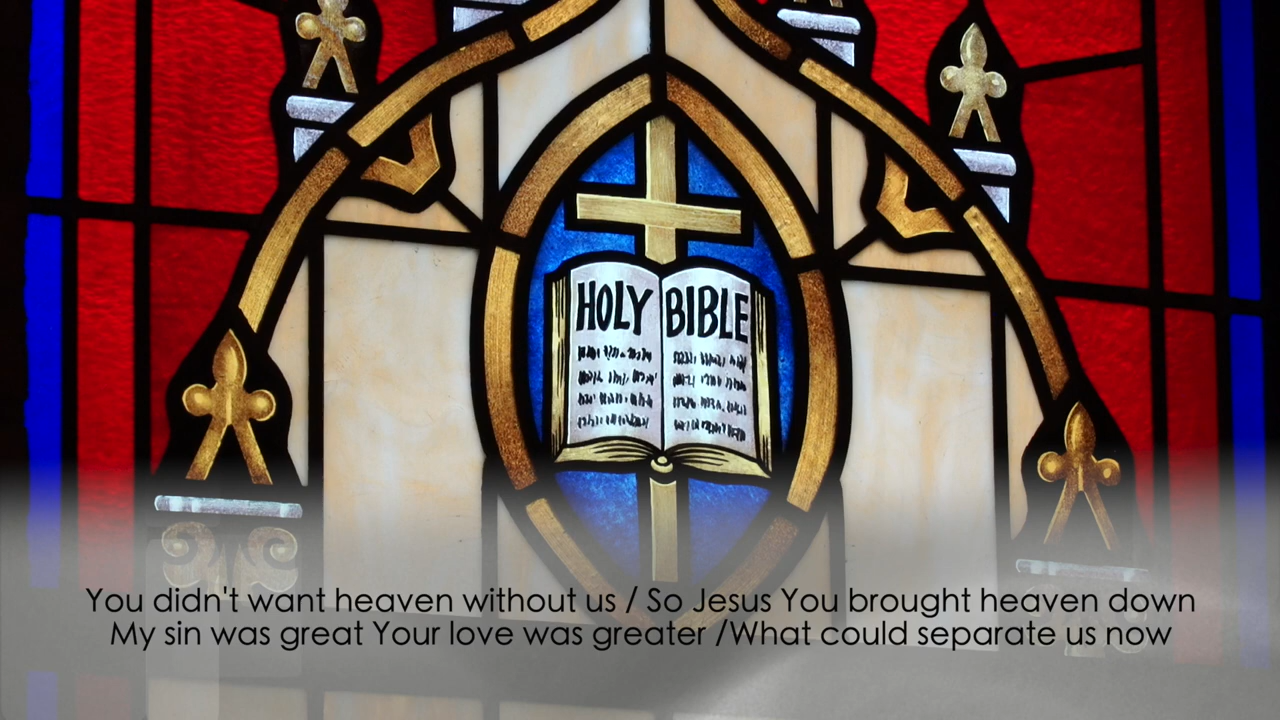 HOLY BIBLE
You didn't want heaven without us / So Jesus You brought heaven down
My sin was great Your love was greater /What could separate us now